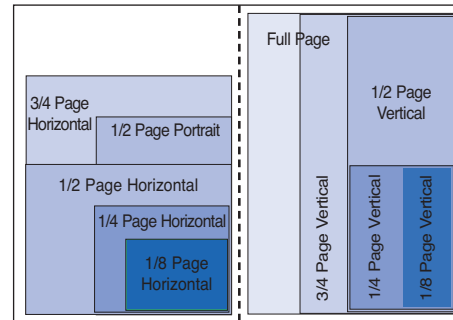 3/4 Page
Horizontal
1/2 Page Portrait
1/2 Page Horizontal
1/4 Page Horizontal
1/8 Page
Horizontal
Full Page
1/2 Page
Vertical
3/4 Page Vertical
1/4 Page Vertical
1/8 Page Vertical